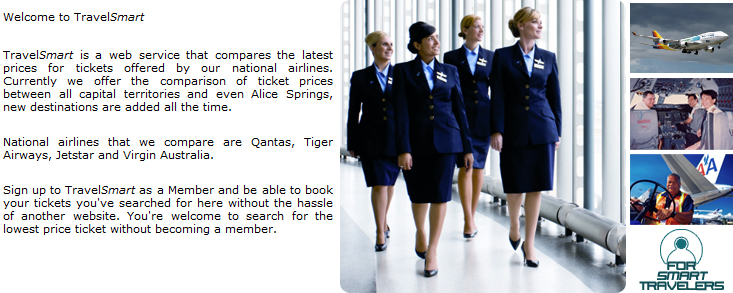 Welcome to TravelSmart
TravelSmart is a web service that compares the latest
prices for tickets offered by our national airlines.
Currently we offer the comparison of ticket prices
between all capital territories and even Alice Springs,
new destinations are added all the time.
National airlines that we compare are Qantas, Tiger
Airways, Jetstar and Virgin Australia.
Sign up to TravelSmart as a Member and be able to book
your tickets you've searched for here without the hassle
of another website. You're welcome to search for the
lowest price ticket without becoming a member.
AA
FOR
SMART
TRAVELERS